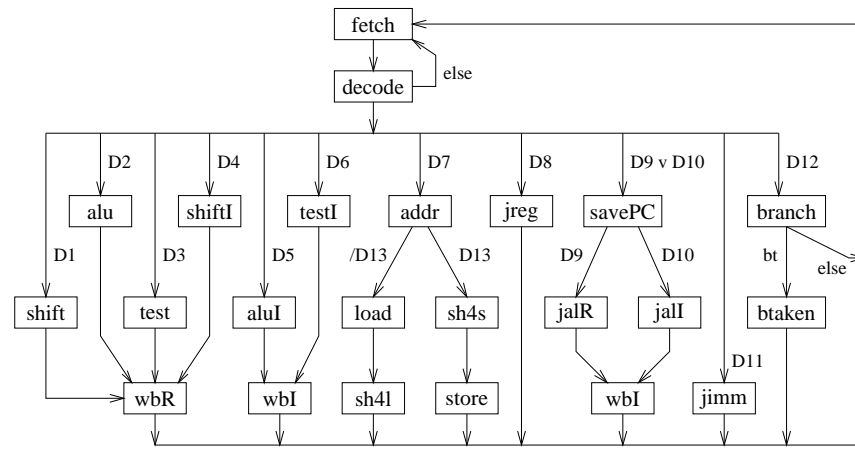 fetch
else
decode
D2 D4 D6 D7 D8 D9 v D10 D12
alu shiftI testI addr jreg savePC branch
D1 D3 D5 /D13 D13 D9 D10 bt else
shift test aluI load sh4s jalR jalI btaken
D11
wbR wbI sh4l store wbI jimm